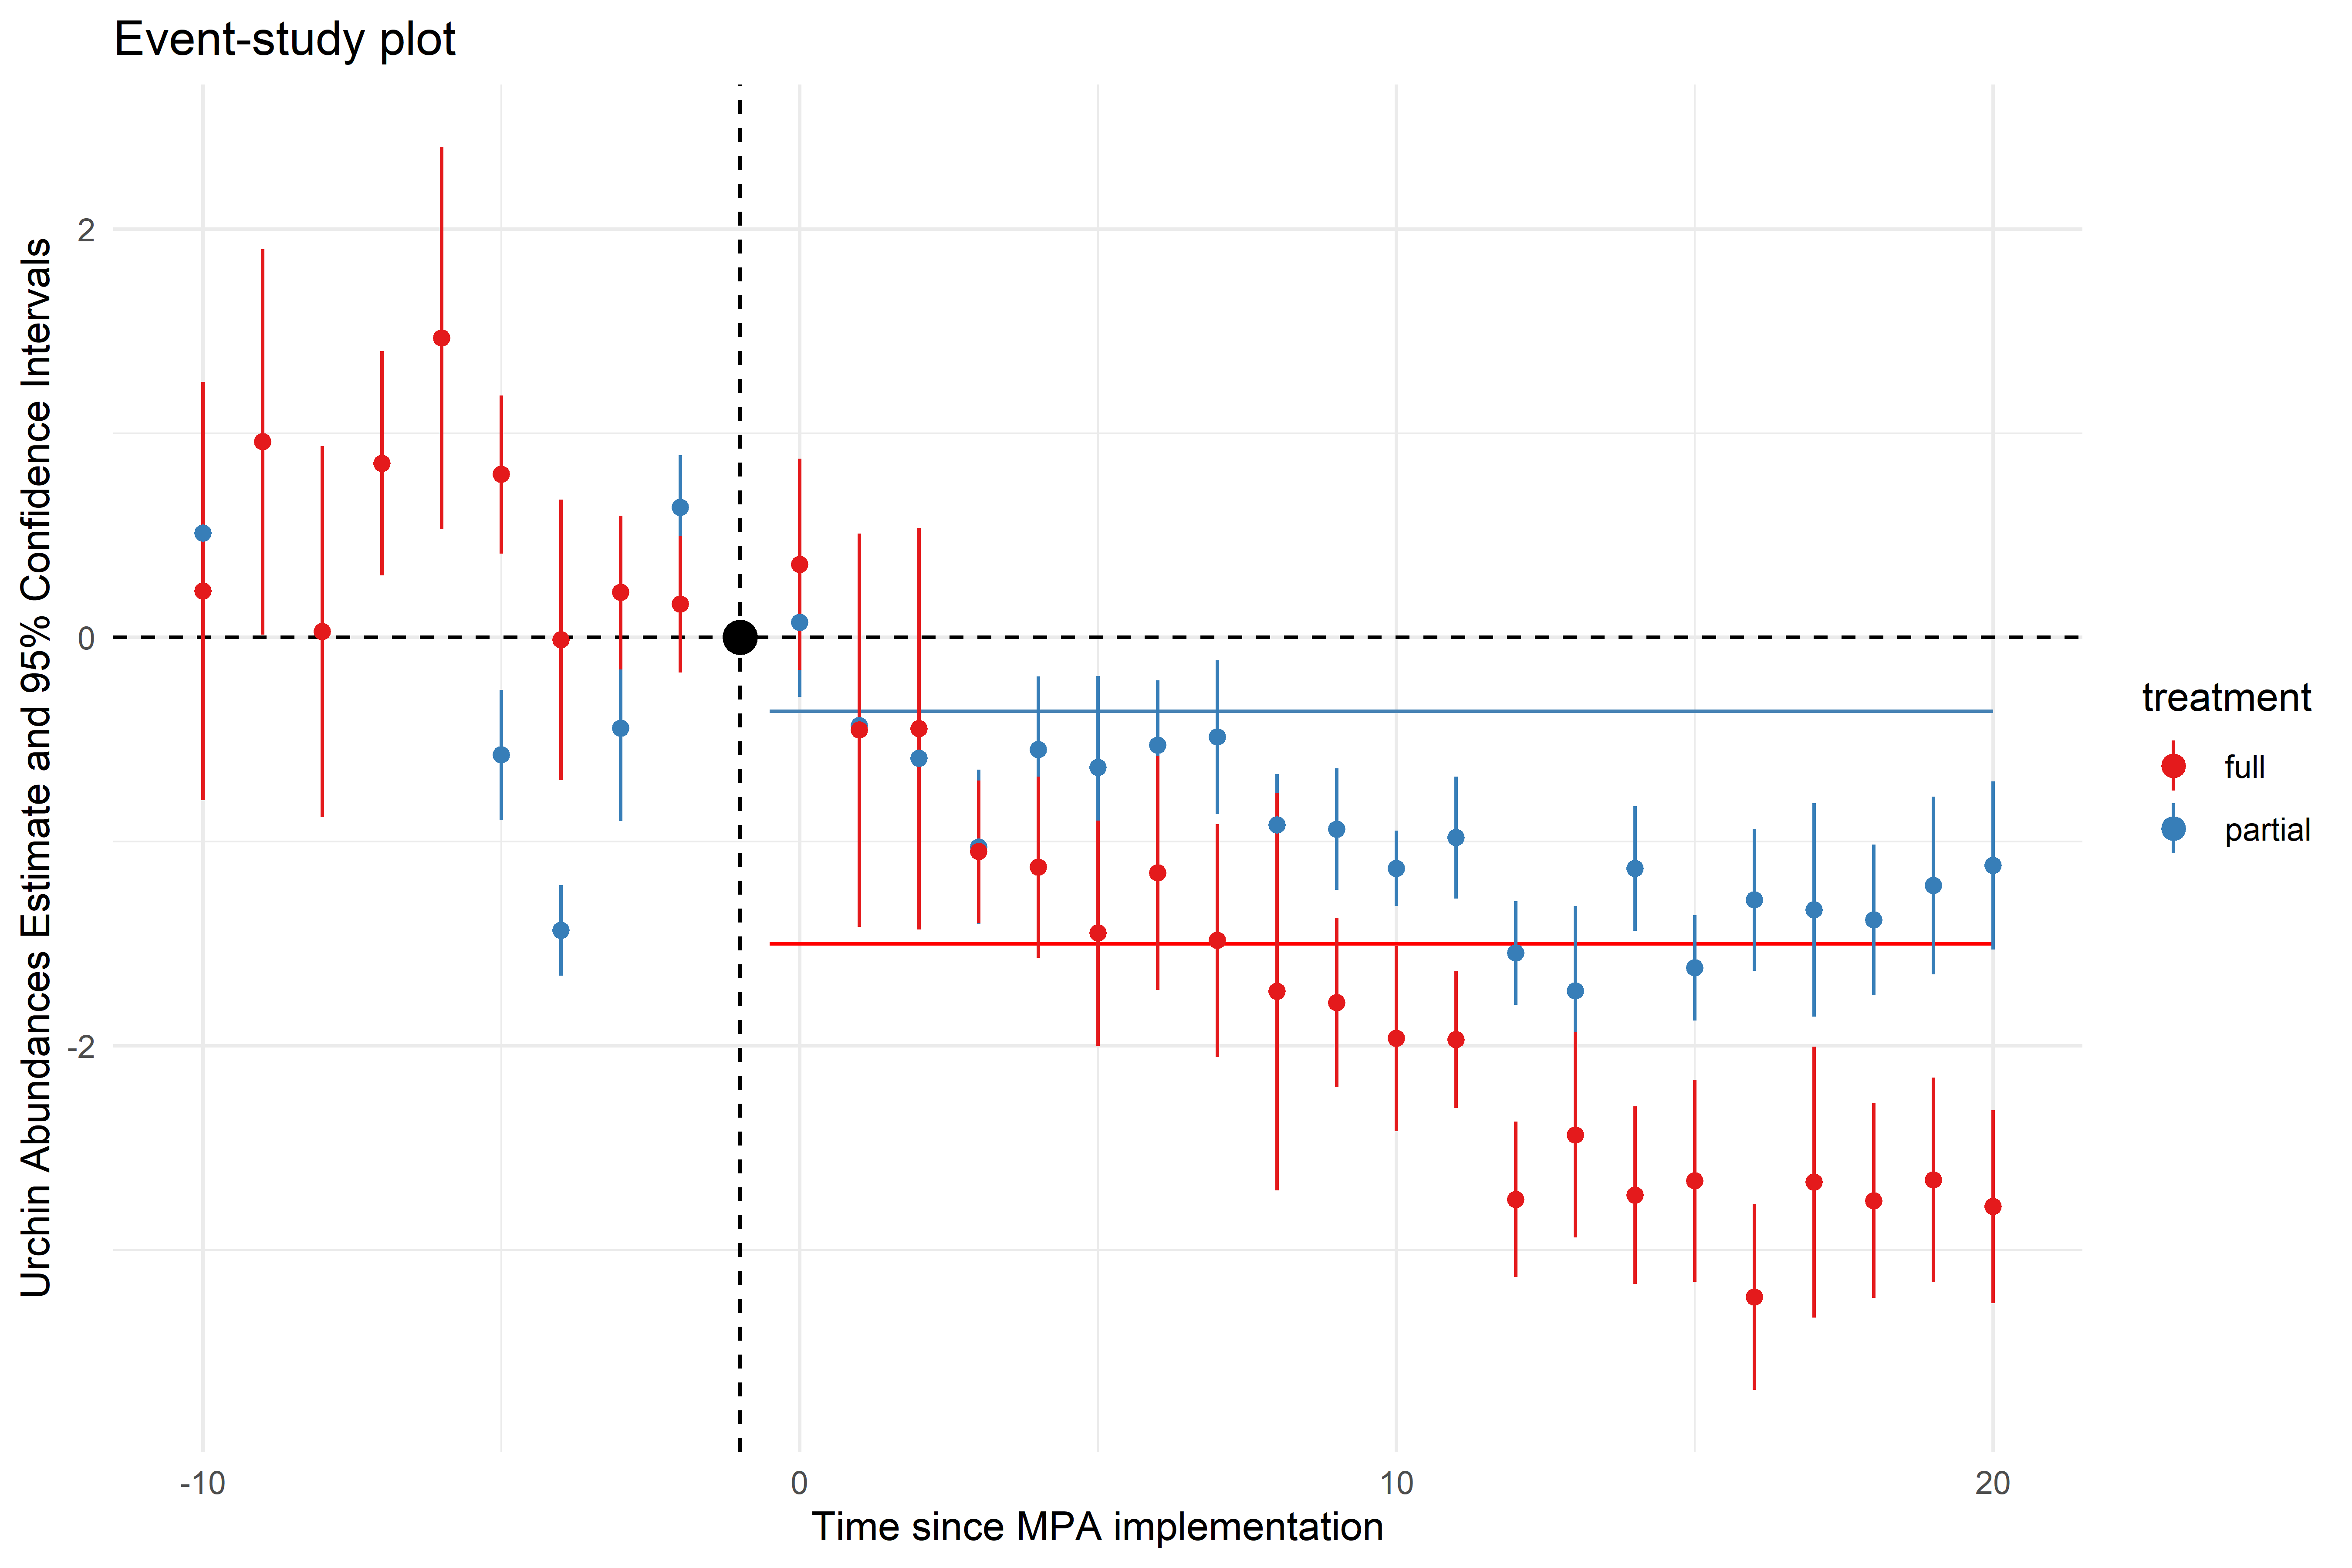 Event-study plot
Urchin Abundances Estimate and 95% Confidence Intervals
2
0
-2
-10
0
10
20
Time since MPA implementation
treatment
full
partial